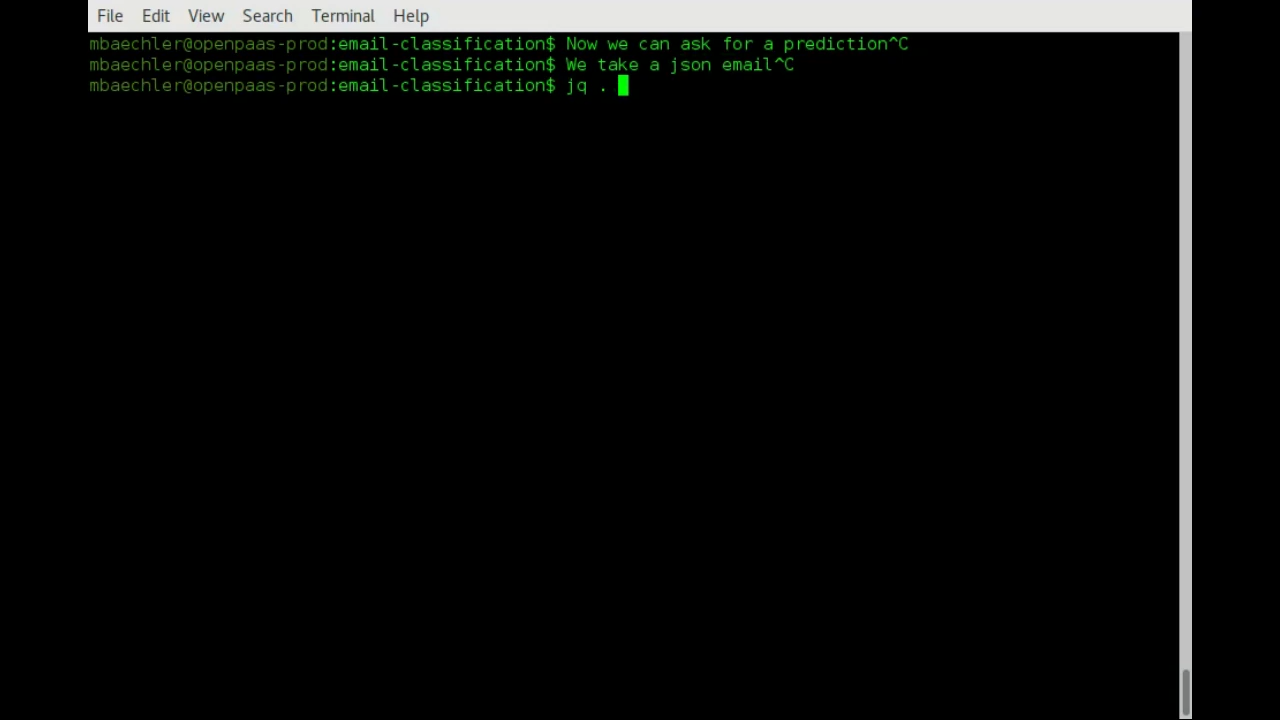 File Edit View Search Terminal Help
mbaechler@openpaas-prod:email-classification$ Now we can ask for a prediction^C
mbaechler@openpaas-prod:email-classification$ We take a json email^C
mbaechler@openpaas-prod:email-classification$ jq .